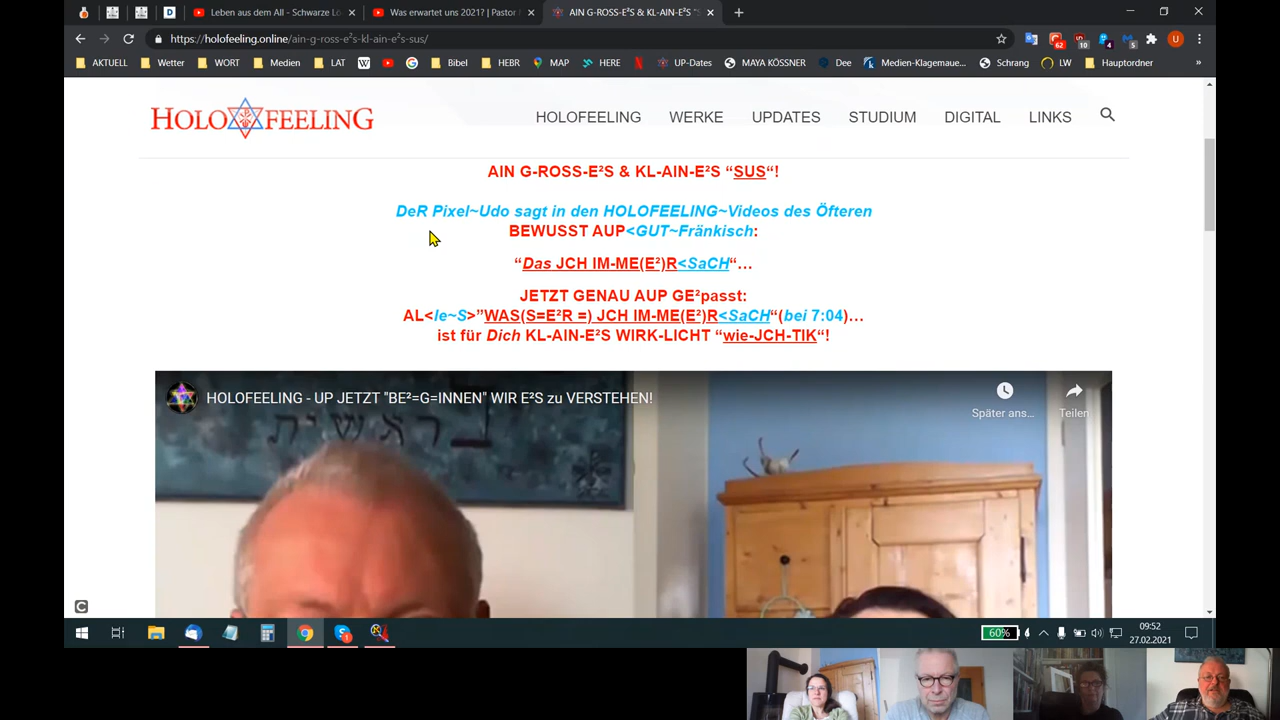 Leben aus dem All - Schwarze Lö
Was erwartet uns 2021? | Pastor M
AIN G-ROSS-E²S & KL-AIN-E²S "S
https://holofeeling.online/ain-g-ross-e²s-kl-ain-e²s-sus/
62
10
4
5
U
AKTUELL
Wetter
WORT
Medien
LAT
Bibel
HEBR
MAP
HERE
UP-Dates
MAYA KÖSSNER
Dee
Medien-Klagemaue...
Schrang
LW
Hauptordner
»
HOLOFEELING
HOLOFEELING
WERKE
UPDATES
STUDIUM
DIGITAL
LINKS
AIN G-ROSS-E²S & KL-AIN-E²S “SUS“!
DeR Pixel~Udo sagt in den HOLOFEELING~Videos des Öfteren
BEWUSST AUP<GUT~Fränkisch:
“Das JCH IM-ME(E²)R<SaCH“…
JETZT GENAU AUP GE²passt:
AL<le~S>”WAS(S=E²R =) JCH IM-ME(E²)R<SaCH“(bei 7:04)…
ist für Dich KL-AIN-E²S WIRK-LICHT “wie-JCH-TIK“!
HOLOFEELING - UP JETZT "BE²=G=INNEN" WIR E²S zu VERSTEHEN!
Später ans...
Teilen
בראשית
60%
09:52
27.02.2021